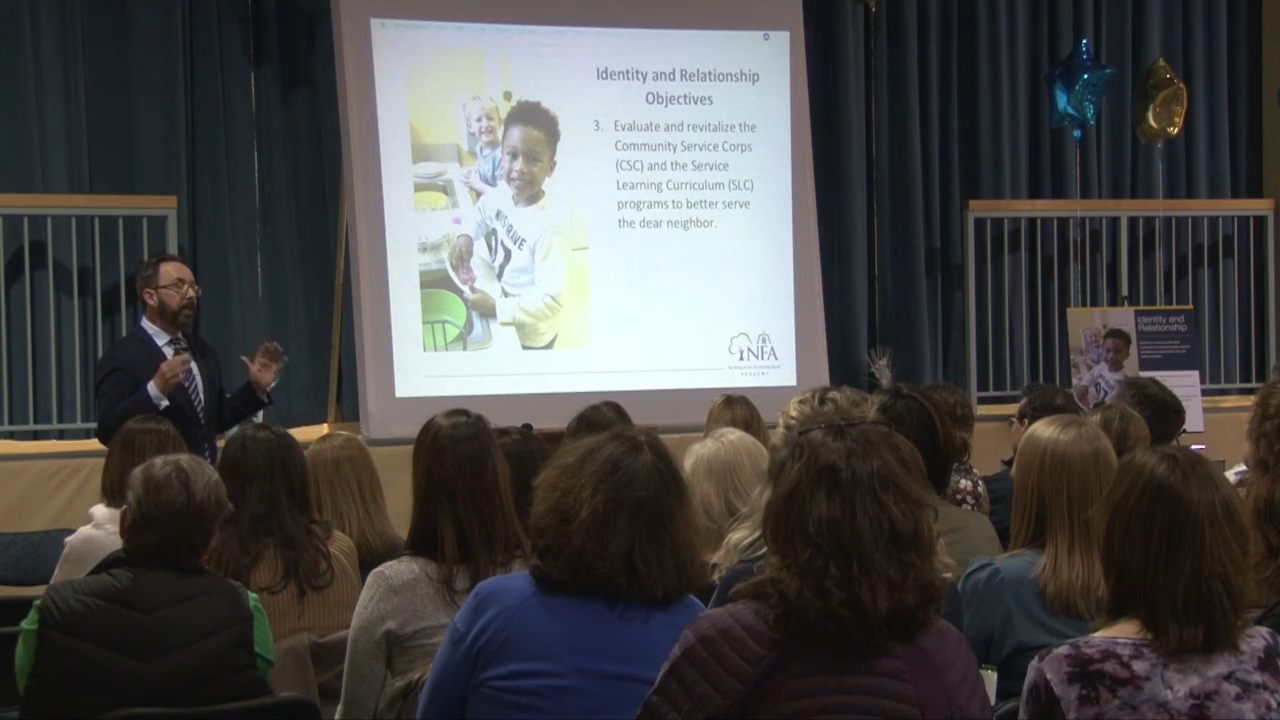 Identity and Relationship
Objectives
3. Evaluate and revitalize the
Community Service Corps
(CSC) and the Service
Learning Curriculum (SLC)
programs to better serve
the dear neighbor.
NFA
ACADEMY
Identity and
Relationship